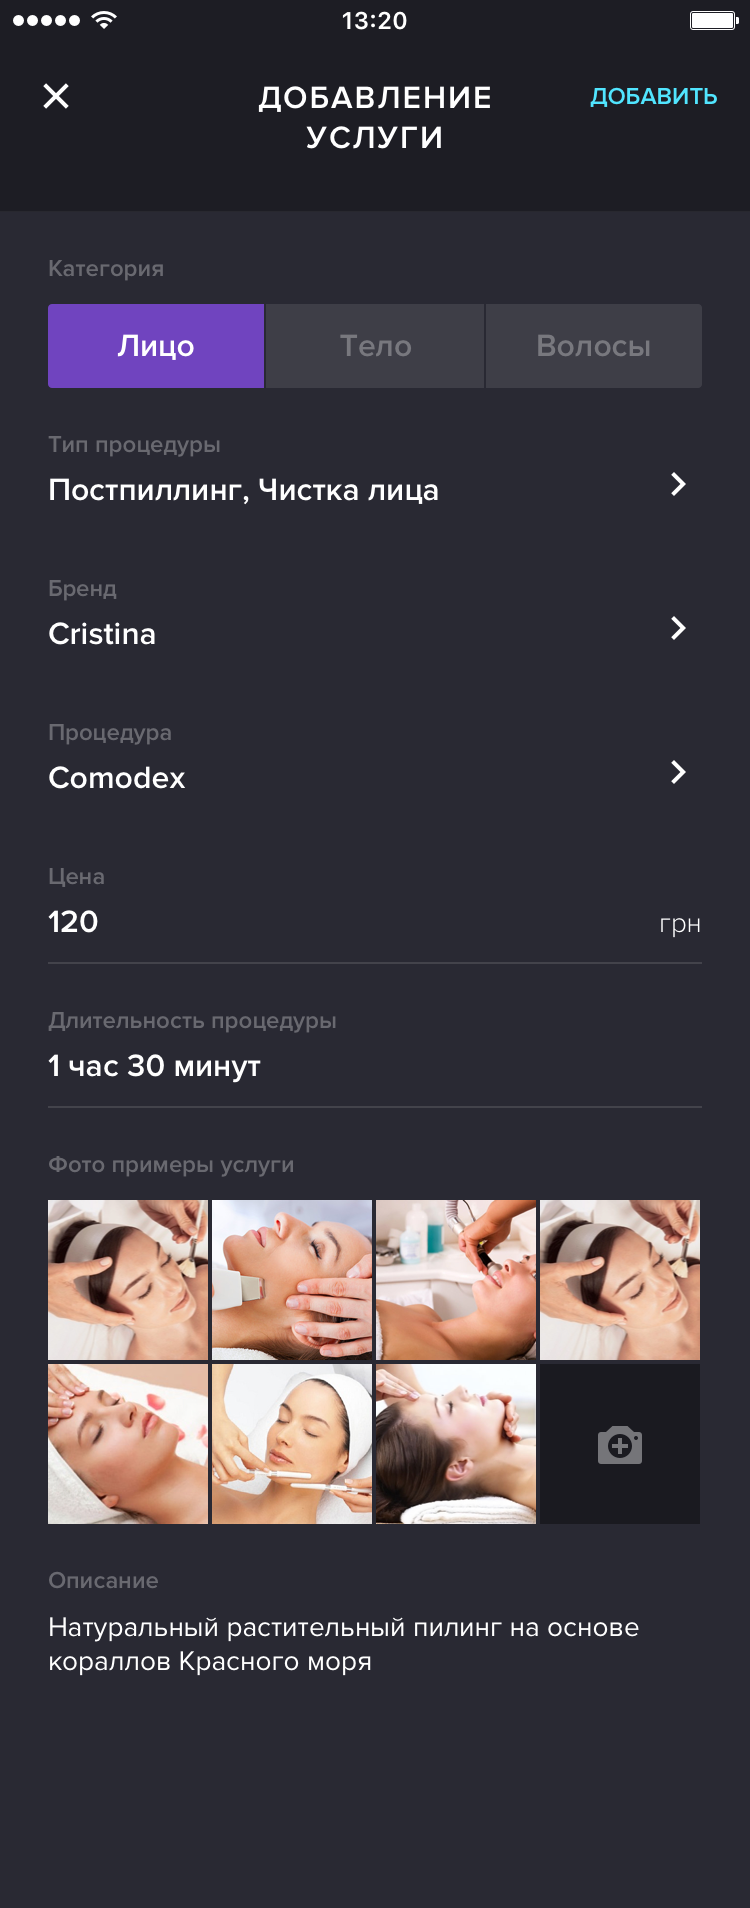 13:20
ДОБАВЛЕНИЕ
УСЛУГИ
ДОБАВИТЬ
Категория
Лицо
Тело
Волосы
Тип процедуры
Постпиллинг, Чистка лица
Бренд
Cristina
Процедура
Comodex
Цена
120
грн
Длительность процедуры
1 час 30 минут
Фото примеры услуги
Описание
Натуральный растительный пилинг на основе
кораллов Красного моря